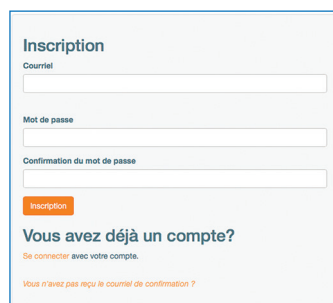 Inscription
Courriel
Mot de passe
Confirmation du mot de passe
Inscription
Vous avez déjà un compte?
Se connecter avec votre compte.
Vous n'avez pas reçu le courriel de confirmation ?